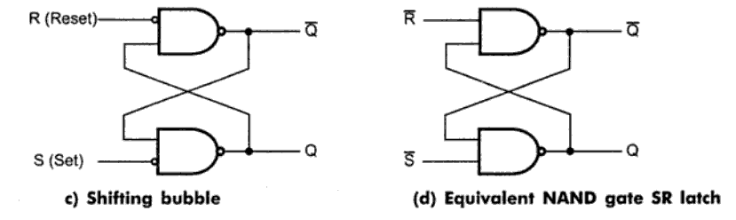 R (Reset)
Q̅
R̅
Q̅
S (Set)
Q
S̅
Q
c) Shifting bubble
(d) Equivalent NAND gate SR latch